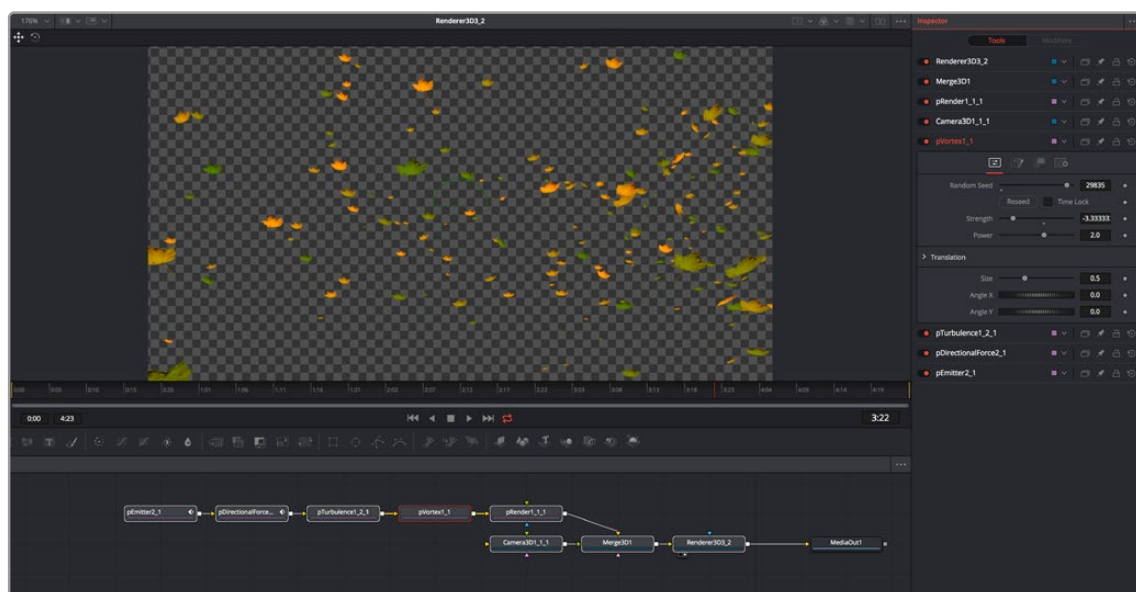 176%
Renderer3D3_2
Inspector
Tools
Modifiers
Renderer3D3_2
Merge3D1
pRender1_1_1
Camera3D1_1_1
pVortex1_1
Random Seed 29835
Reseed Time Lock
Strength -3.33333
Power 2.0
Translation
Size 0.5
Angle X 0.0
Angle Y 0.0
pTurbulence1_2_1
pDirectionalForce2_1
pEmitter2_1
0:00 4:23 3:22
pEmitter2_1
pDirectionalForce...
pTurbulence1_2_1
pVortex1_1
pRender1_1_1
Camera3D1_1_1
Merge3D1
Renderer3D3_2
MediaOut1